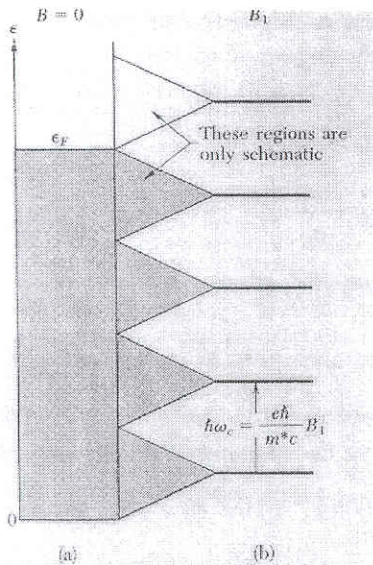 B = 0
B₁
ϵ
ϵ_F
These regions are
only schematic
ħω_c = eħ/m*c B₁
0
(a)
(b)